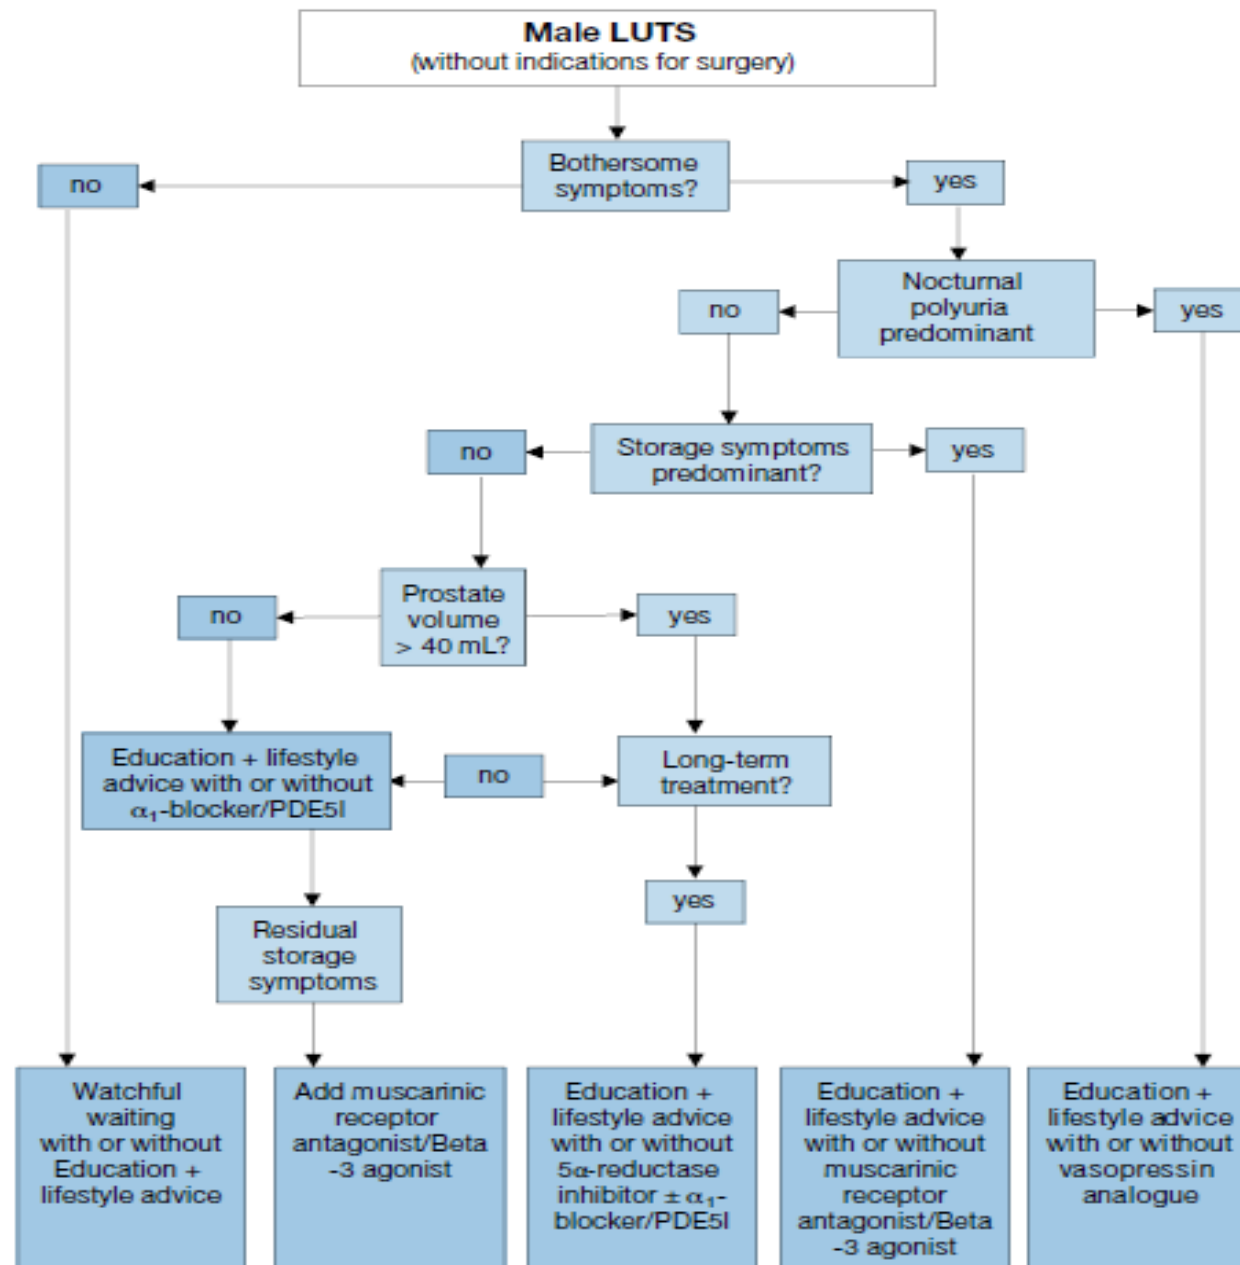 Male LUTS
(without indications for surgery)
Bothersome
symptoms?
no
yes
Nocturnal
polyuria
predominant
no
yes
Storage symptoms
predominant?
no
yes
Prostate
volume
> 40 mL?
no
yes
Education + lifestyle
advice with or without
α₁-blocker/PDE5I
no
Long-term
treatment?
yes
Residual
storage
symptoms
Watchful
waiting
with or without
Education +
lifestyle advice
Add muscarinic
receptor
antagonist/Beta
-3 agonist
Education +
lifestyle advice
with or without
5α-reductase
inhibitor ± α₁-
blocker/PDE5I
Education +
lifestyle advice
with or without
muscarinic
receptor
antagonist/Beta
-3 agonist
Education +
lifestyle advice
with or without
vasopressin
analogue